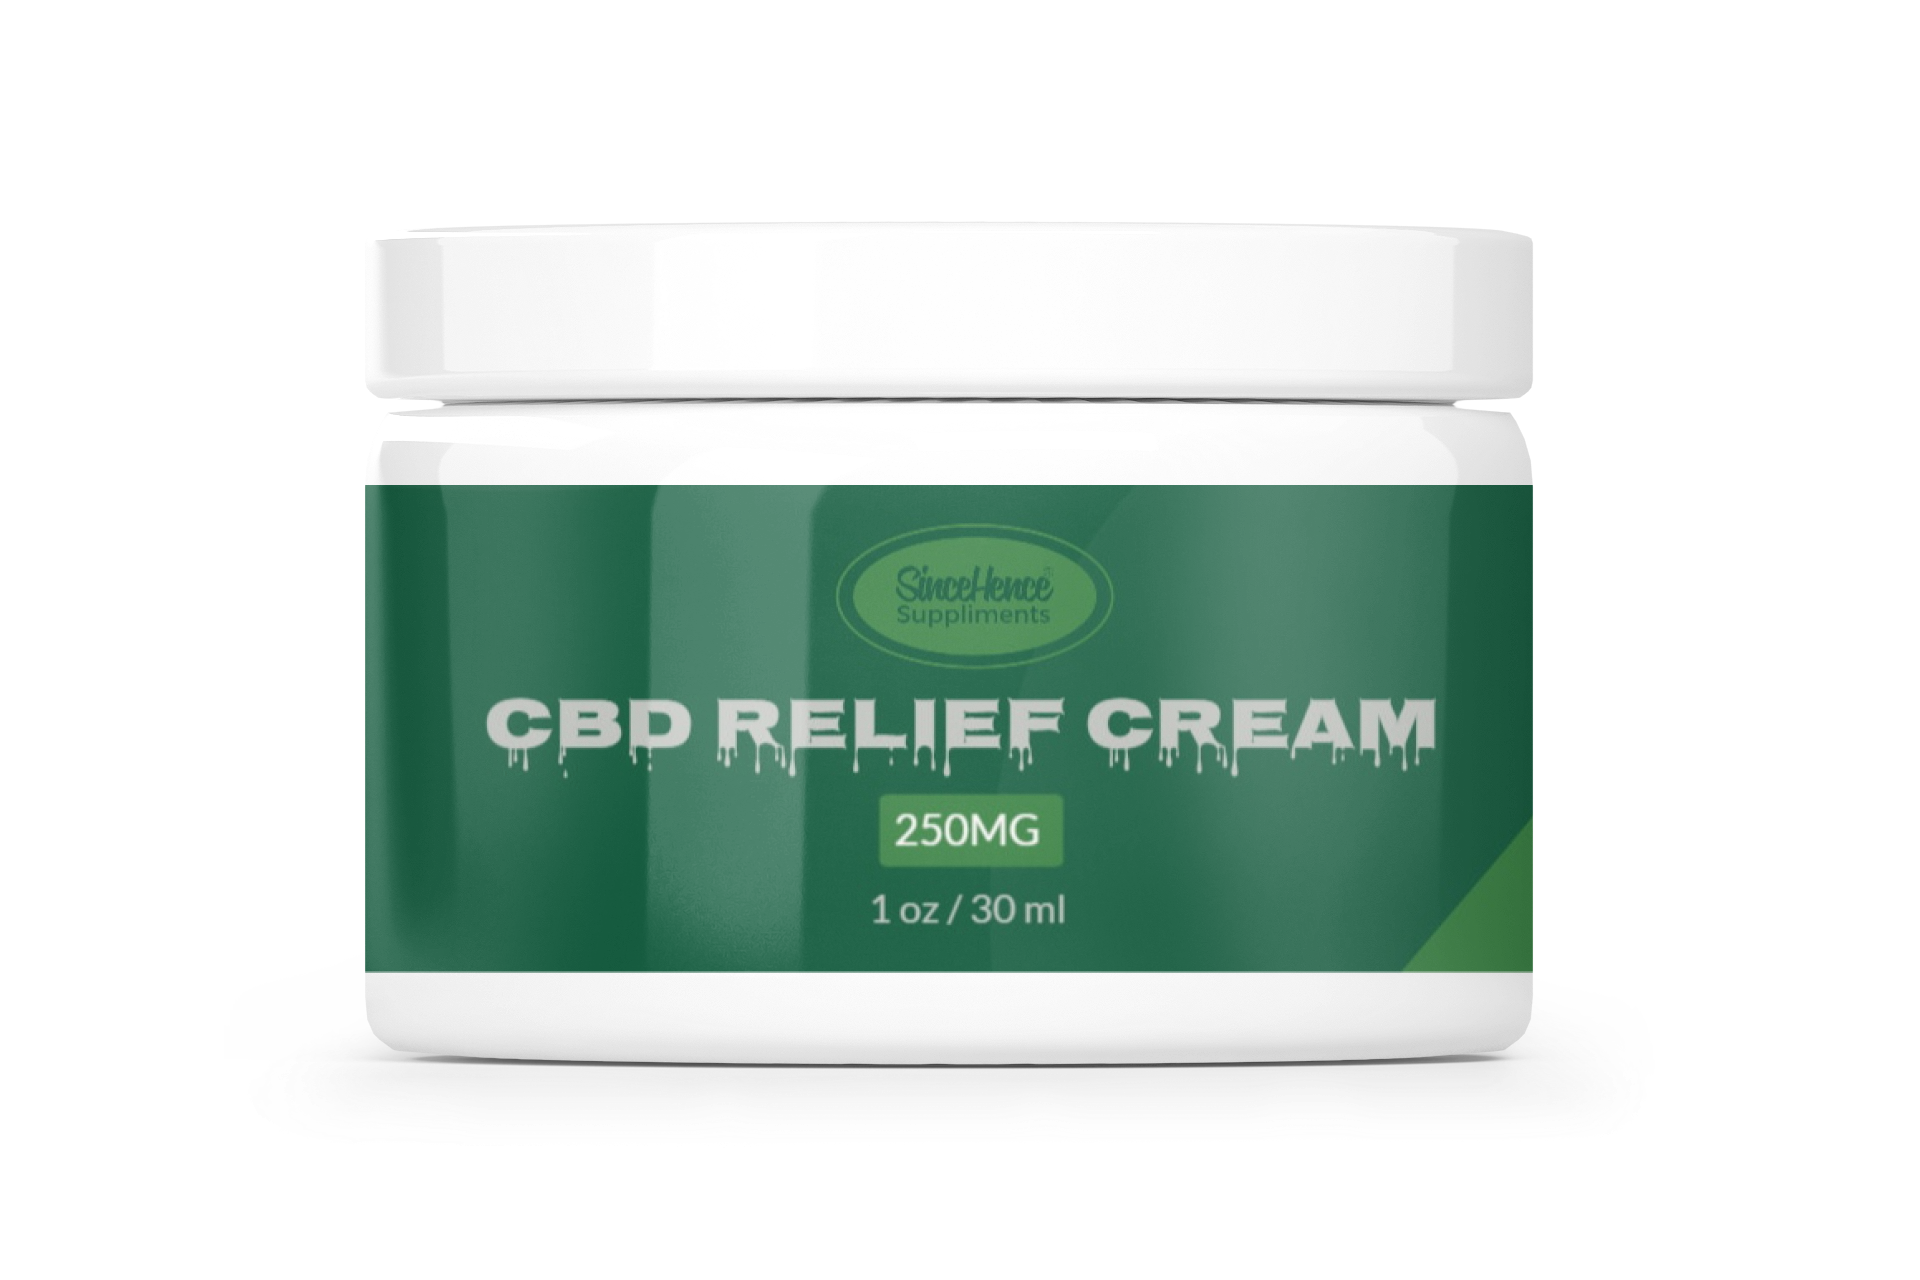 SinceHence
Suppliments
CBD RELIEF CREAM
250MG
1 oz / 30 ml